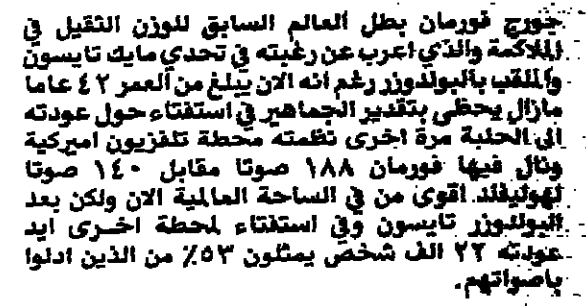 جورج فورمان بطل العالم السابق للوزن الثقيل في
الملاكمة والذي اعرب عن رغبته في تحدي مايك تايسون
والملقب بالبولدوزر رغم انه الان يبلغ من العمر ٤٢ عاما
مازال يحظى بتقدير الجماهير في استفتاء حول عودته
الى الحلبة مرة اخرى نظمته محطة تلفزيون اميركية
ونال فيها فورمان ١٨٨ صوتا مقابل ١٤٠ صوتا
لهوليفلد اقوى من في الساحة العالمية الان ولكن بعد
البولدوزر تايسون وفي استفتاء لمحطة اخرى ايد
عودته ٢٢ الف شخص يمثلون ٥٣٪ من الذين ادلوا
باصواتهم.